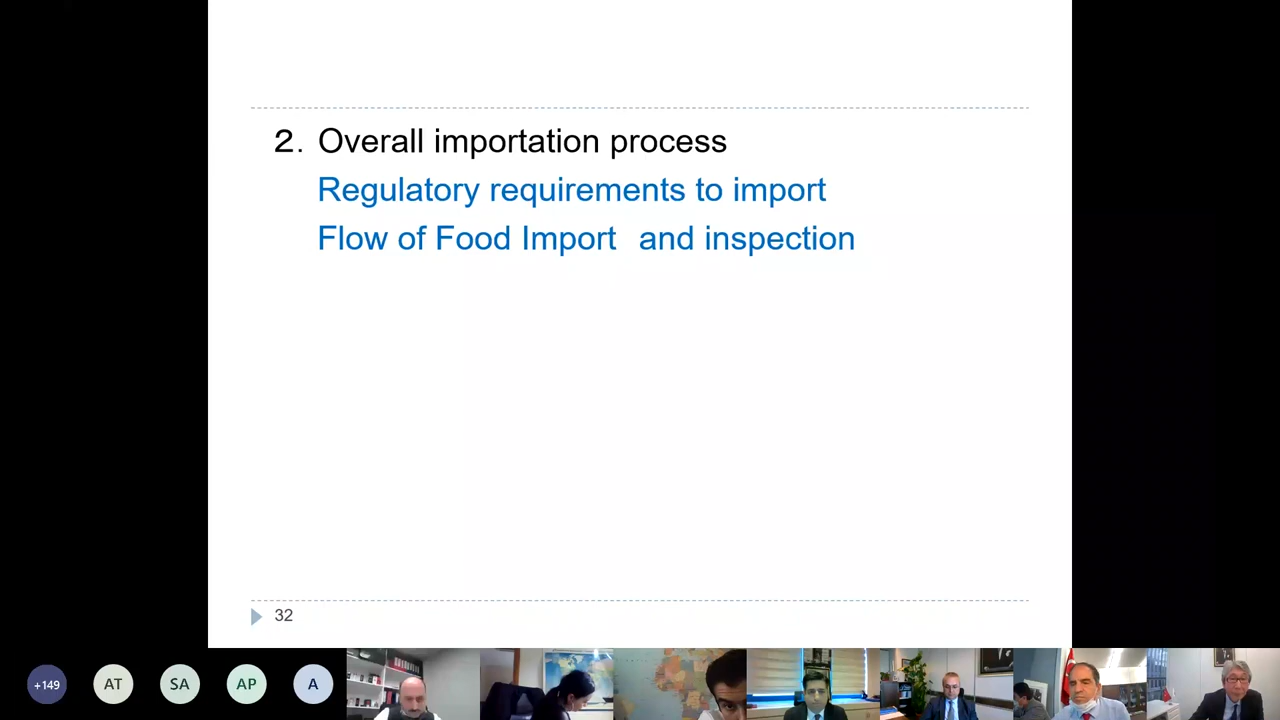 2. Overall importation process
Regulatory requirements to import
Flow of Food Import and inspection
32
+149
AT
SA
AP
A